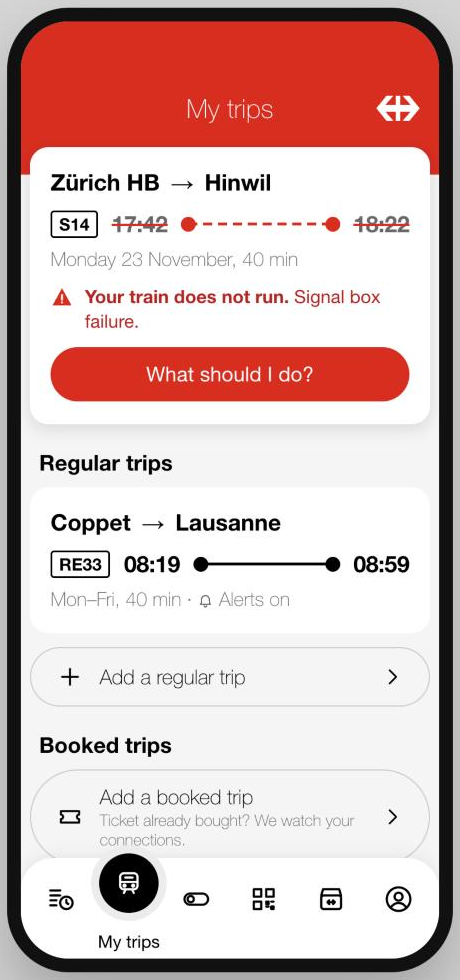 My trips
Zürich HB → Hinwil
S14 17:42 18:22
Monday 23 November, 40 min
Your train does not run. Signal box
failure.
What should I do?
Regular trips
Coppet → Lausanne
RE33 08:19 08:59
Mon–Fri, 40 min · Alerts on
Add a regular trip
Booked trips
Add a booked trip
Ticket already bought? We watch your
connections.
My trips